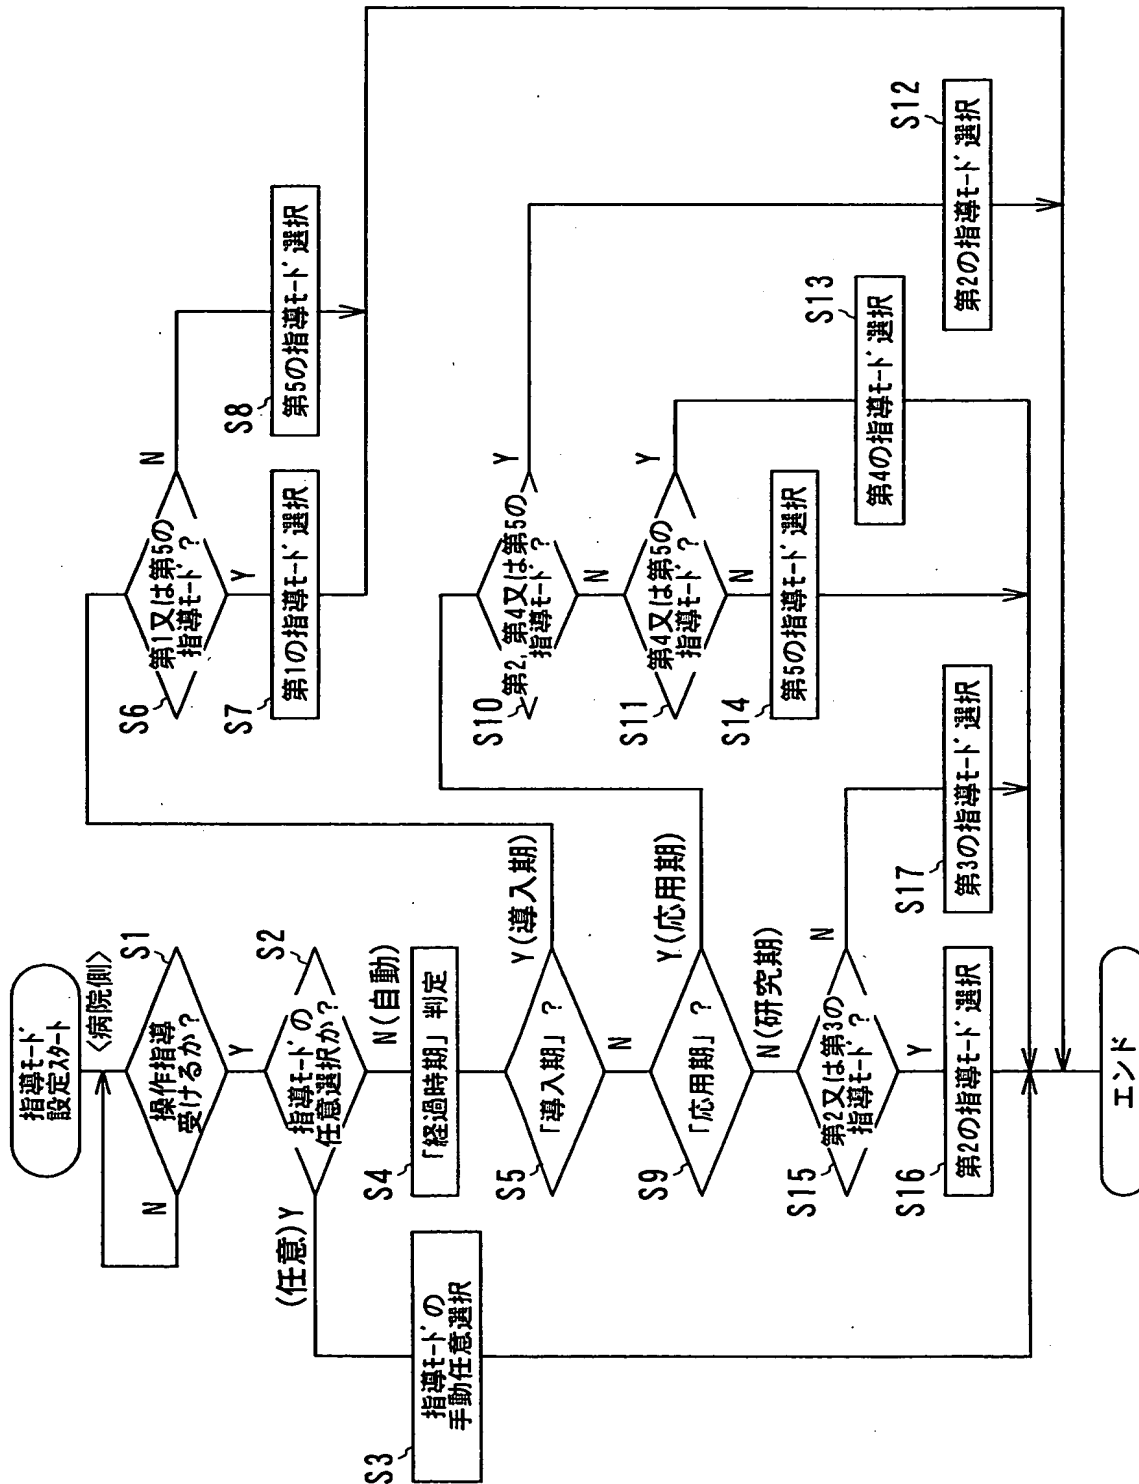 指導モード
設定スタート
<病院側>
S1
操作指導
受けるか?
N
Y
S2
指導モードの
任意選択か?
(任意)Y
N(自動)
S3
指導モードの
手動任意選択
S4
「経過時期」判定
S5
「導入期」?
Y(導入期)
N
S6
第1又は第5の
指導モード?
N
Y
S7
第1の指導モード選択
S8
第5の指導モード選択
S9
「応用期」?
Y(応用期)
N(研究期)
S10
第2,第4又は第5の
指導モード?
Y
N
S11
第4又は第5の
指導モード?
Y
N
S12
第2の指導モード選択
S13
第4の指導モード選択
S14
第5の指導モード選択
S15
第2又は第3の
指導モード?
N
Y
S16
第2の指導モード選択
S17
第3の指導モード選択
エンド